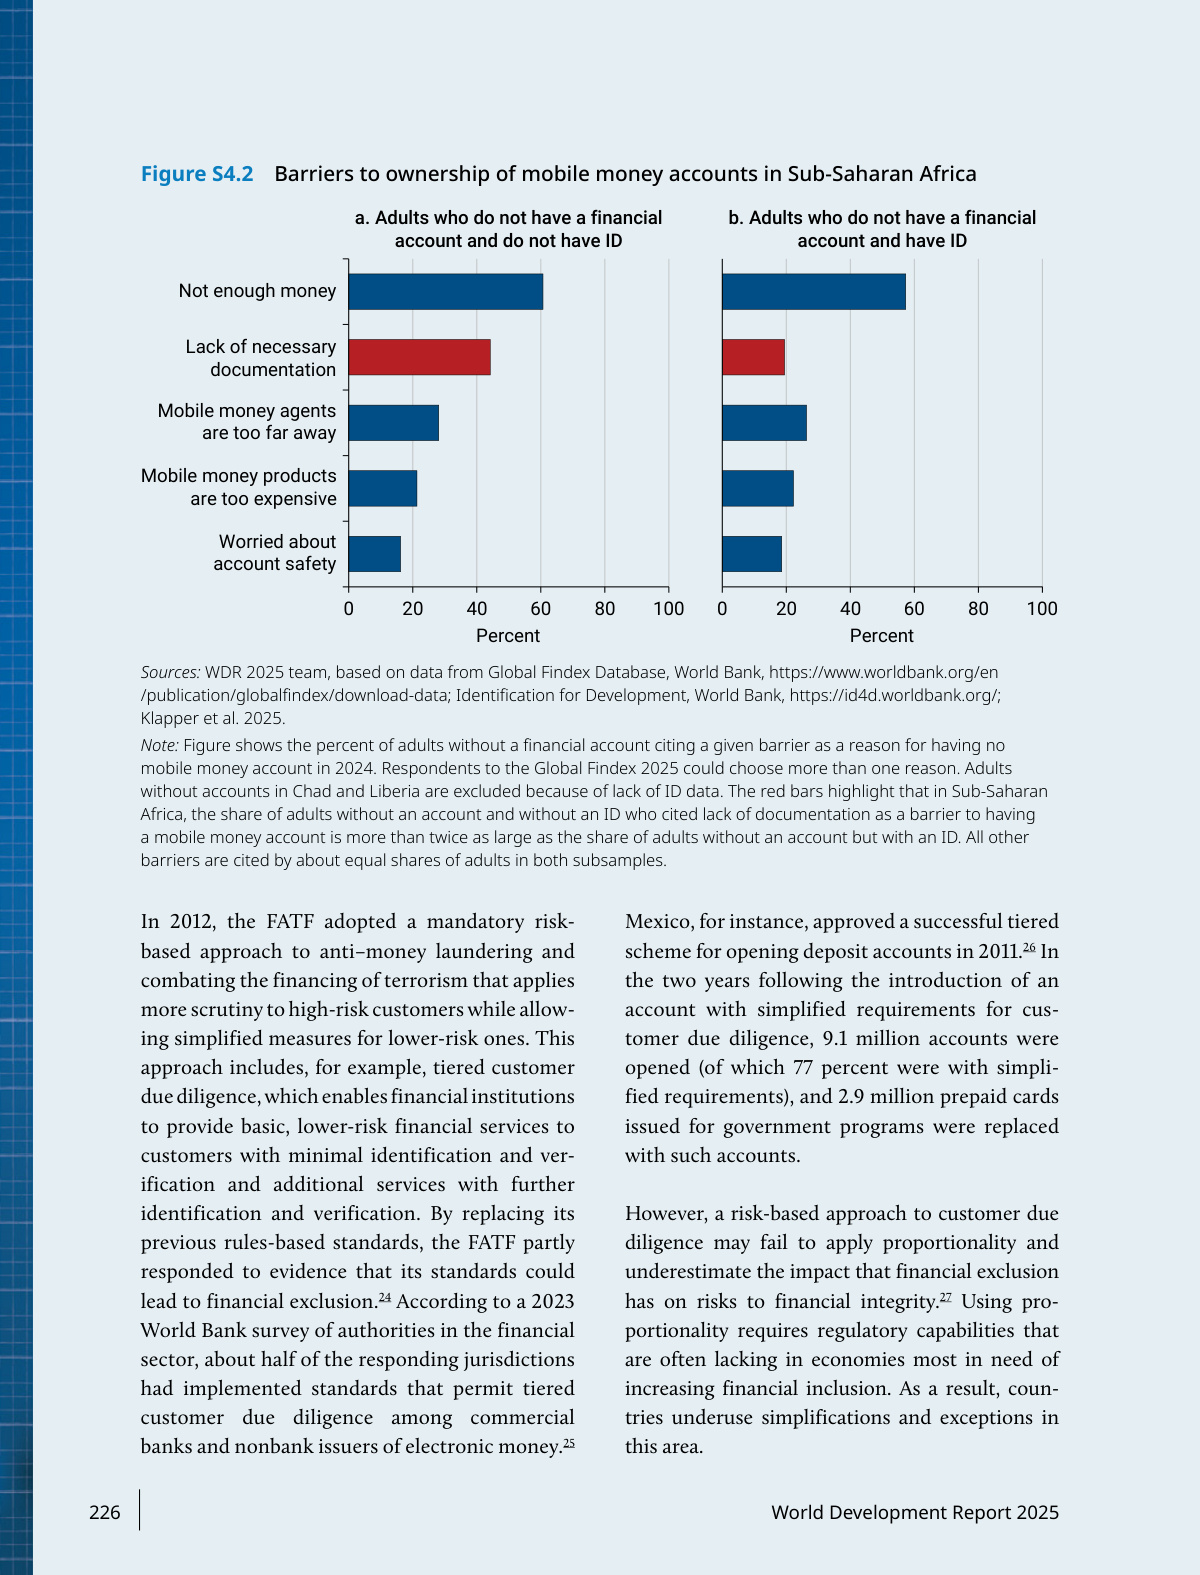 Figure S4.2 Barriers to ownership of mobile money accounts in Sub-Saharan Africa
a. Adults who do not have a financial
account and do not have ID
b. Adults who do not have a financial
account and have ID
Not enough money
Lack of necessary
documentation
Mobile money agents
are too far away
Mobile money products
are too expensive
Worried about
account safety
0 20 40 60 80 100
Percent
0 20 40 60 80 100
Percent
Sources: WDR 2025 team, based on data from Global Findex Database, World Bank, https://www.worldbank.org/en
/publication/globalfindex/download-data; Identification for Development, World Bank, https://id4d.worldbank.org/;
Klapper et al. 2025.
Note: Figure shows the percent of adults without a financial account citing a given barrier as a reason for having no
mobile money account in 2024. Respondents to the Global Findex 2025 could choose more than one reason. Adults
without accounts in Chad and Liberia are excluded because of lack of ID data. The red bars highlight that in Sub-Saharan
Africa, the share of adults without an account and without an ID who cited lack of documentation as a barrier to having
a mobile money account is more than twice as large as the share of adults without an account but with an ID. All other
barriers are cited by about equal shares of adults in both subsamples.
In 2012, the FATF adopted a mandatory risk-
based approach to anti–money laundering and
combating the financing of terrorism that applies
more scrutiny to high-risk customers while allow-
ing simplified measures for lower-risk ones. This
approach includes, for example, tiered customer
due diligence, which enables financial institutions
to provide basic, lower-risk financial services to
customers with minimal identification and ver-
ification and additional services with further
identification and verification. By replacing its
previous rules-based standards, the FATF partly
responded to evidence that its standards could
lead to financial exclusion.24 According to a 2023
World Bank survey of authorities in the financial
sector, about half of the responding jurisdictions
had implemented standards that permit tiered
customer due diligence among commercial
banks and nonbank issuers of electronic money.25
Mexico, for instance, approved a successful tiered
scheme for opening deposit accounts in 2011.26 In
the two years following the introduction of an
account with simplified requirements for cus-
tomer due diligence, 9.1 million accounts were
opened (of which 77 percent were with simpli-
fied requirements), and 2.9 million prepaid cards
issued for government programs were replaced
with such accounts.
However, a risk-based approach to customer due
diligence may fail to apply proportionality and
underestimate the impact that financial exclusion
has on risks to financial integrity.27 Using pro-
portionality requires regulatory capabilities that
are often lacking in economies most in need of
increasing financial inclusion. As a result, coun-
tries underuse simplifications and exceptions in
this area.
226
World Development Report 2025